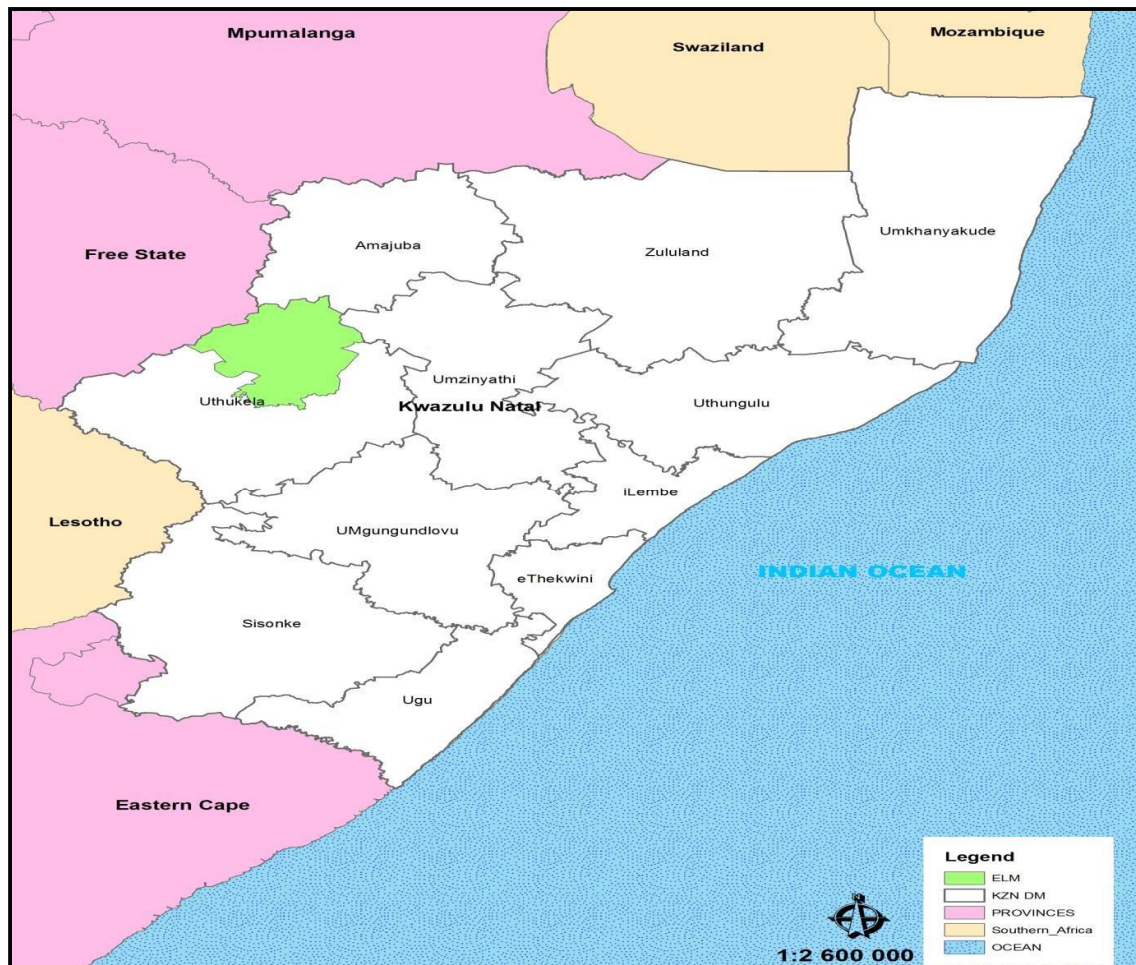 Mpumalanga
Swaziland
Mozambique
Amajuba
Zululand
Umkhanyakude
Free State
Umzinyathi
Uthukela
Kwazulu Natal
Uthungulu
iLembe
Lesotho
UMgungundlovu
eThekwini
INDIAN OCEAN
Sisonke
Ugu
Eastern Cape
Legend
ELM
KZN DM
PROVINCES
Southern_Africa
OCEAN
1:2 600 000